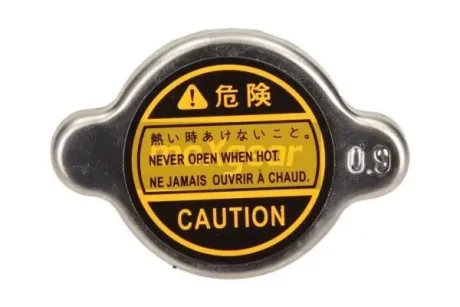 危険
熱い時あけないこと。
NEVER OPEN WHEN HOT.
NE JAMAIS OUVRIR À CHAUD.
CAUTION
0.9
maXgear